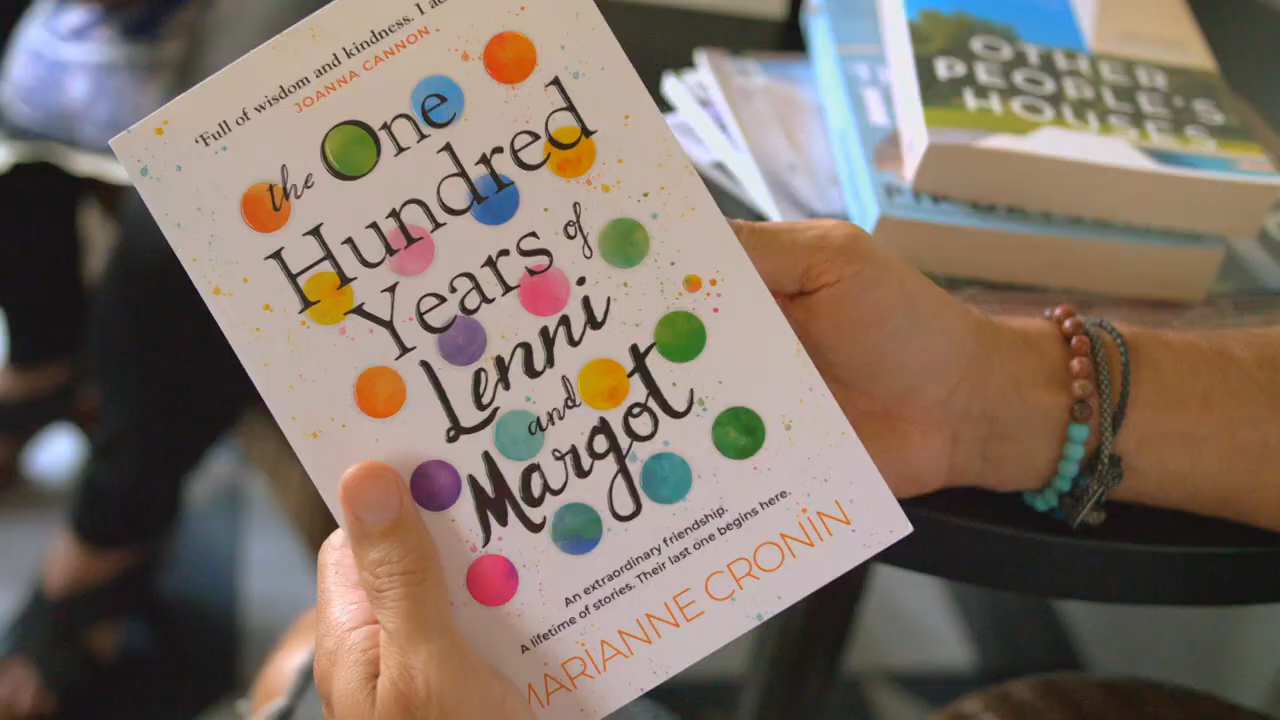 'Full of wisdom and kindness. I
JOANNA CANNON
the One
Hundred
Years of
Lenni
and
Margot
An extraordinary friendship.
A lifetime of stories. Their last one begins here.
MARIANNE CRONIN
OTHER
PEOPLE'S
HOUSES